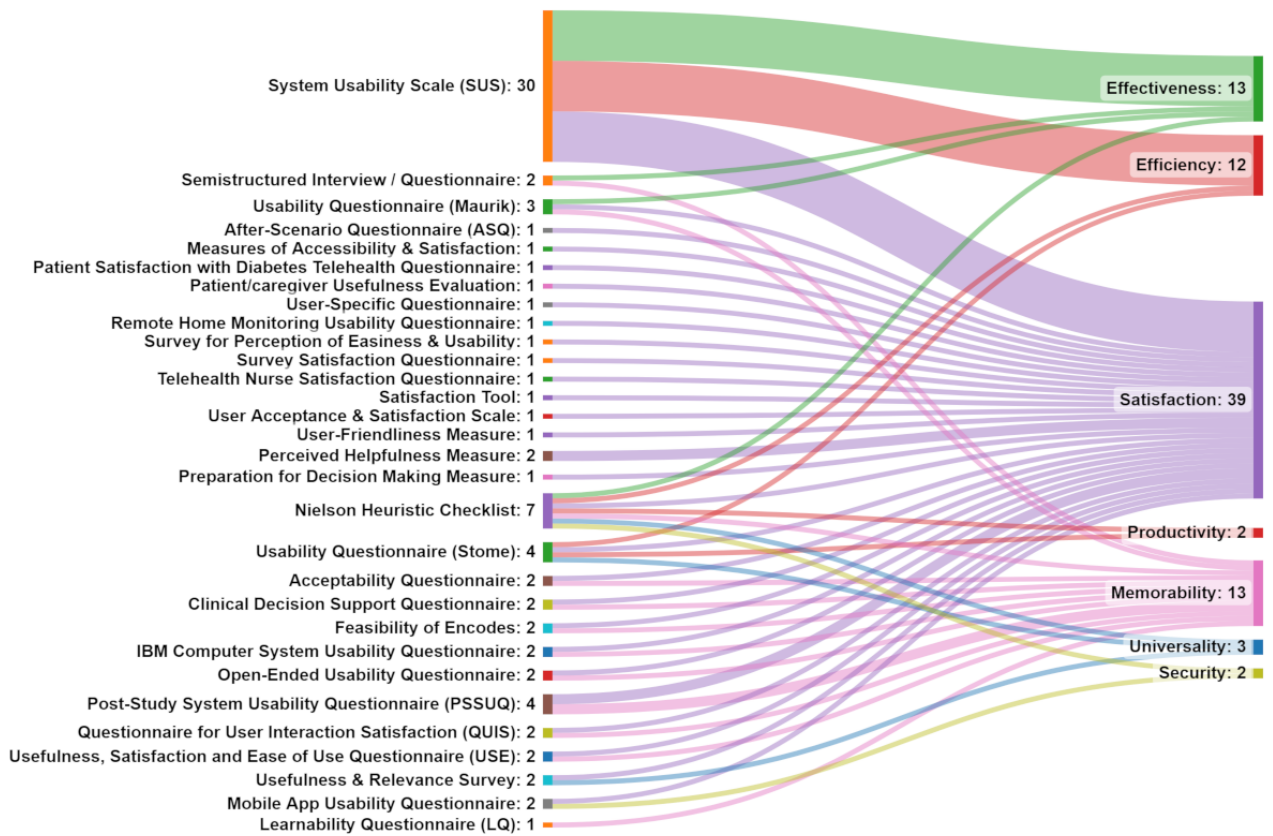 System Usability Scale (SUS): 30
Semistructured Interview / Questionnaire: 2
Usability Questionnaire (Maurik): 3
After-Scenario Questionnaire (ASQ): 1
Measures of Accessibility & Satisfaction: 1
Patient Satisfaction with Diabetes Telehealth Questionnaire: 1
Patient/caregiver Usefulness Evaluation: 1
User-Specific Questionnaire: 1
Remote Home Monitoring Usability Questionnaire: 1
Survey for Perception of Easiness & Usability: 1
Survey Satisfaction Questionnaire: 1
Telehealth Nurse Satisfaction Questionnaire: 1
Satisfaction Tool: 1
User Acceptance & Satisfaction Scale: 1
User-Friendliness Measure: 1
Perceived Helpfulness Measure: 2
Preparation for Decision Making Measure: 1
Nielson Heuristic Checklist: 7
Usability Questionnaire (Stome): 4
Acceptability Questionnaire: 2
Clinical Decision Support Questionnaire: 2
Feasibility of Encodes: 2
IBM Computer System Usability Questionnaire: 2
Open-Ended Usability Questionnaire: 2
Post-Study System Usability Questionnaire (PSSUQ): 4
Questionnaire for User Interaction Satisfaction (QUIS): 2
Usefulness, Satisfaction and Ease of Use Questionnaire (USE): 2
Usefulness & Relevance Survey: 2
Mobile App Usability Questionnaire: 2
Learnability Questionnaire (LQ): 1
Effectiveness: 13
Efficiency: 12
Satisfaction: 39
Productivity: 2
Memorability: 13
Universality: 3
Security: 2